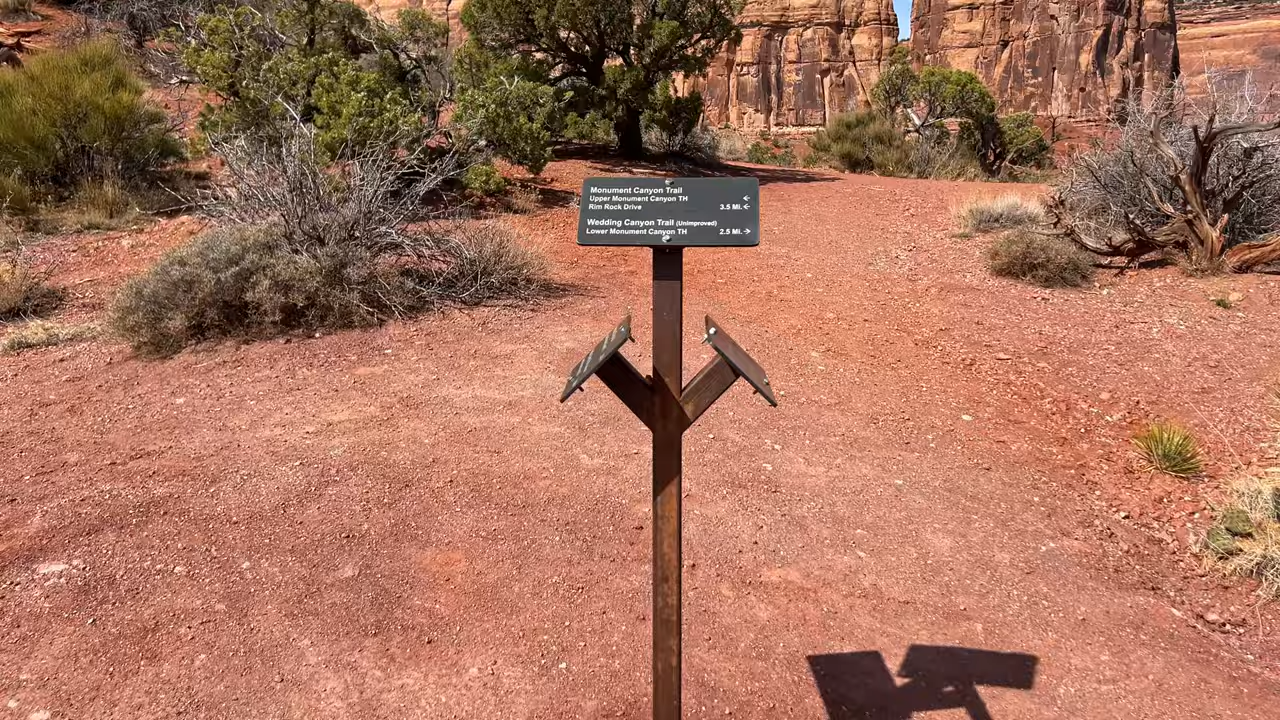 Monument Canyon Trail
Upper Monument Canyon TH ←
Rim Rock Drive 3.5 Mi. ←
Wedding Canyon Trail (Unimproved)
Lower Monument Canyon TH 2.5 Mi. →